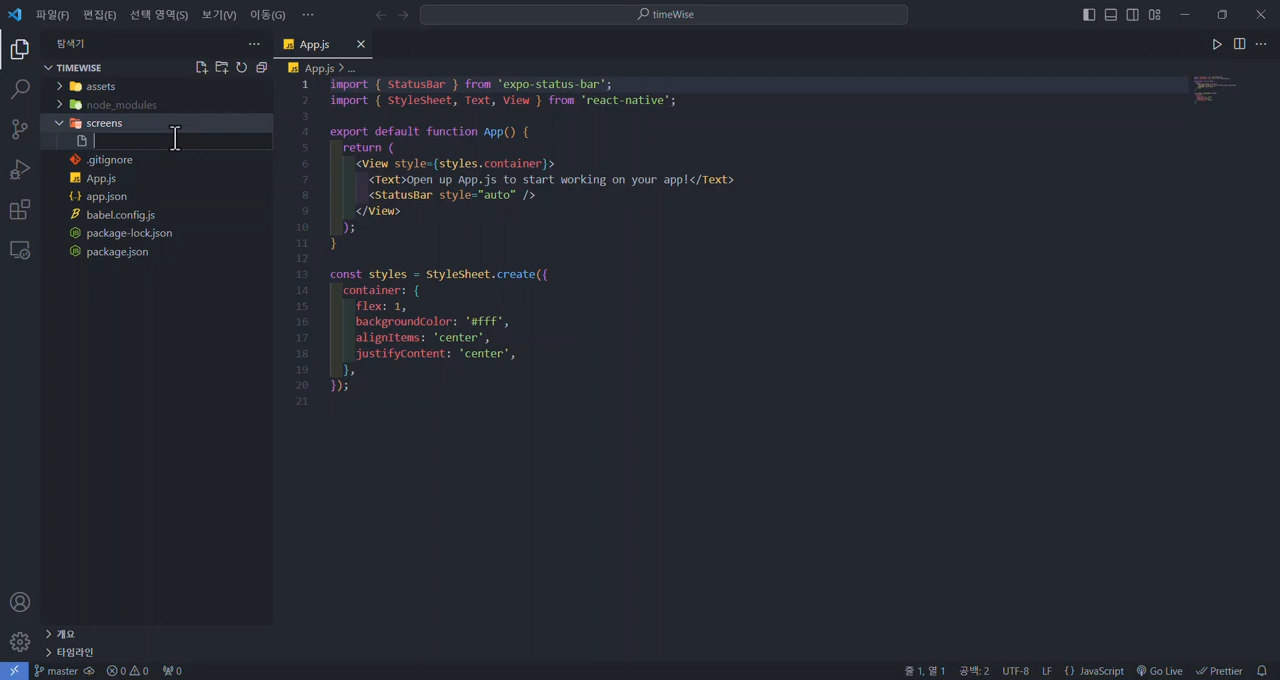 파일(F) 편집(E) 선택 영역(S) 보기(V) 이동(G) ··· timeWise
탐색기 ···
TIMEWISE
assets
node_modules
screens
.gitignore
App.js
app.json
babel.config.js
package-lock.json
package.json
개요
타임라인
App.js
App.js > ...
1 import { StatusBar } from 'expo-status-bar';
2 import { StyleSheet, Text, View } from 'react-native';
3
4 export default function App() {
5 return (
6 <View style={styles.container}>
7 <Text>Open up App.js to start working on your app!</Text>
8 <StatusBar style="auto" />
9 </View>
10 );
11 }
12
13 const styles = StyleSheet.create({
14 container: {
15 flex: 1,
16 backgroundColor: '#fff',
17 alignItems: 'center',
18 justifyContent: 'center',
19 },
20 });
21
master 0 0 0 줄 1, 열 1 공백: 2 UTF-8 LF {} JavaScript Go Live Prettier